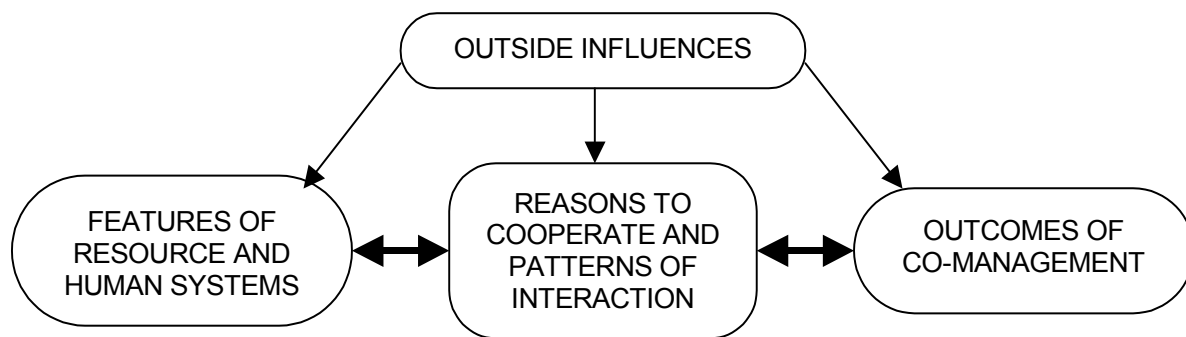 OUTSIDE INFLUENCES
FEATURES OF
RESOURCE AND
HUMAN SYSTEMS
REASONS TO
COOPERATE AND
PATTERNS OF
INTERACTION
OUTCOMES OF
CO-MANAGEMENT